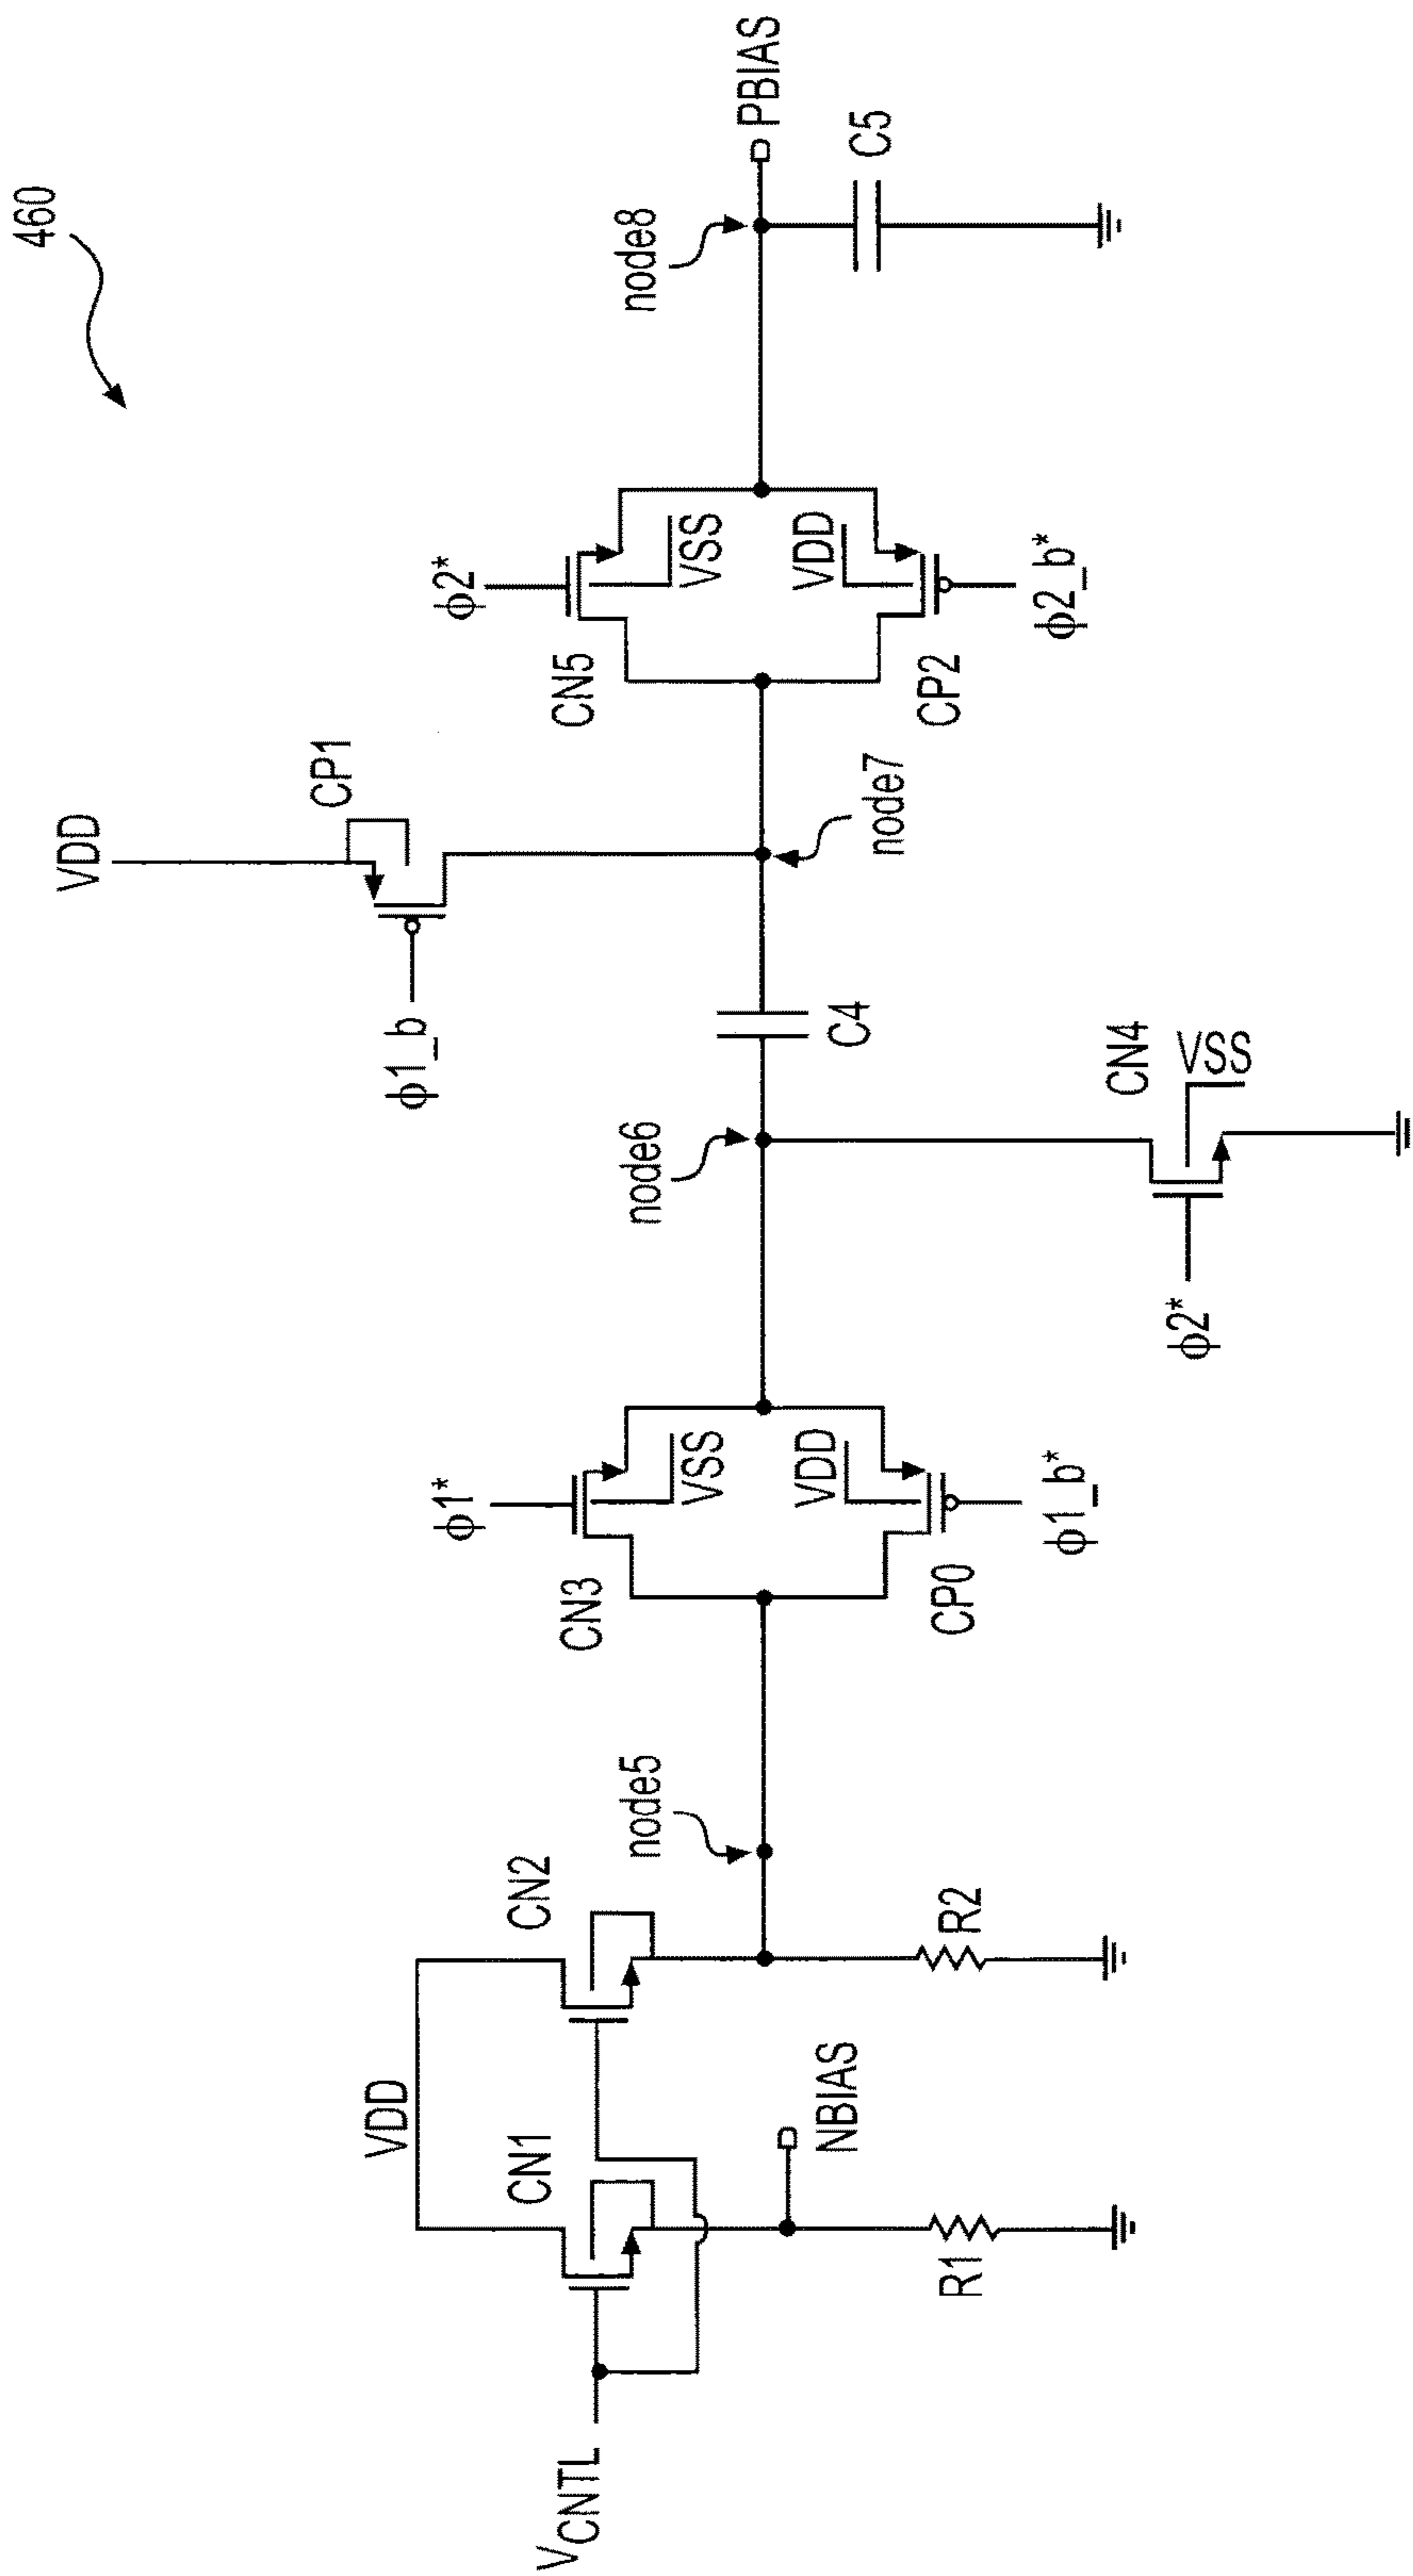 460
VDD
CP1
ϕ1_b
VDD
CN1
CN2
V_CNTL
NBIAS
R1
R2
node5
ϕ1*
CN3
VSS
VDD
CP0
ϕ1_b*
node6
C4
node7
ϕ2*
CN4
VSS
ϕ2*
CN5
VSS
VDD
CP2
ϕ2_b*
node8
PBIAS
C5